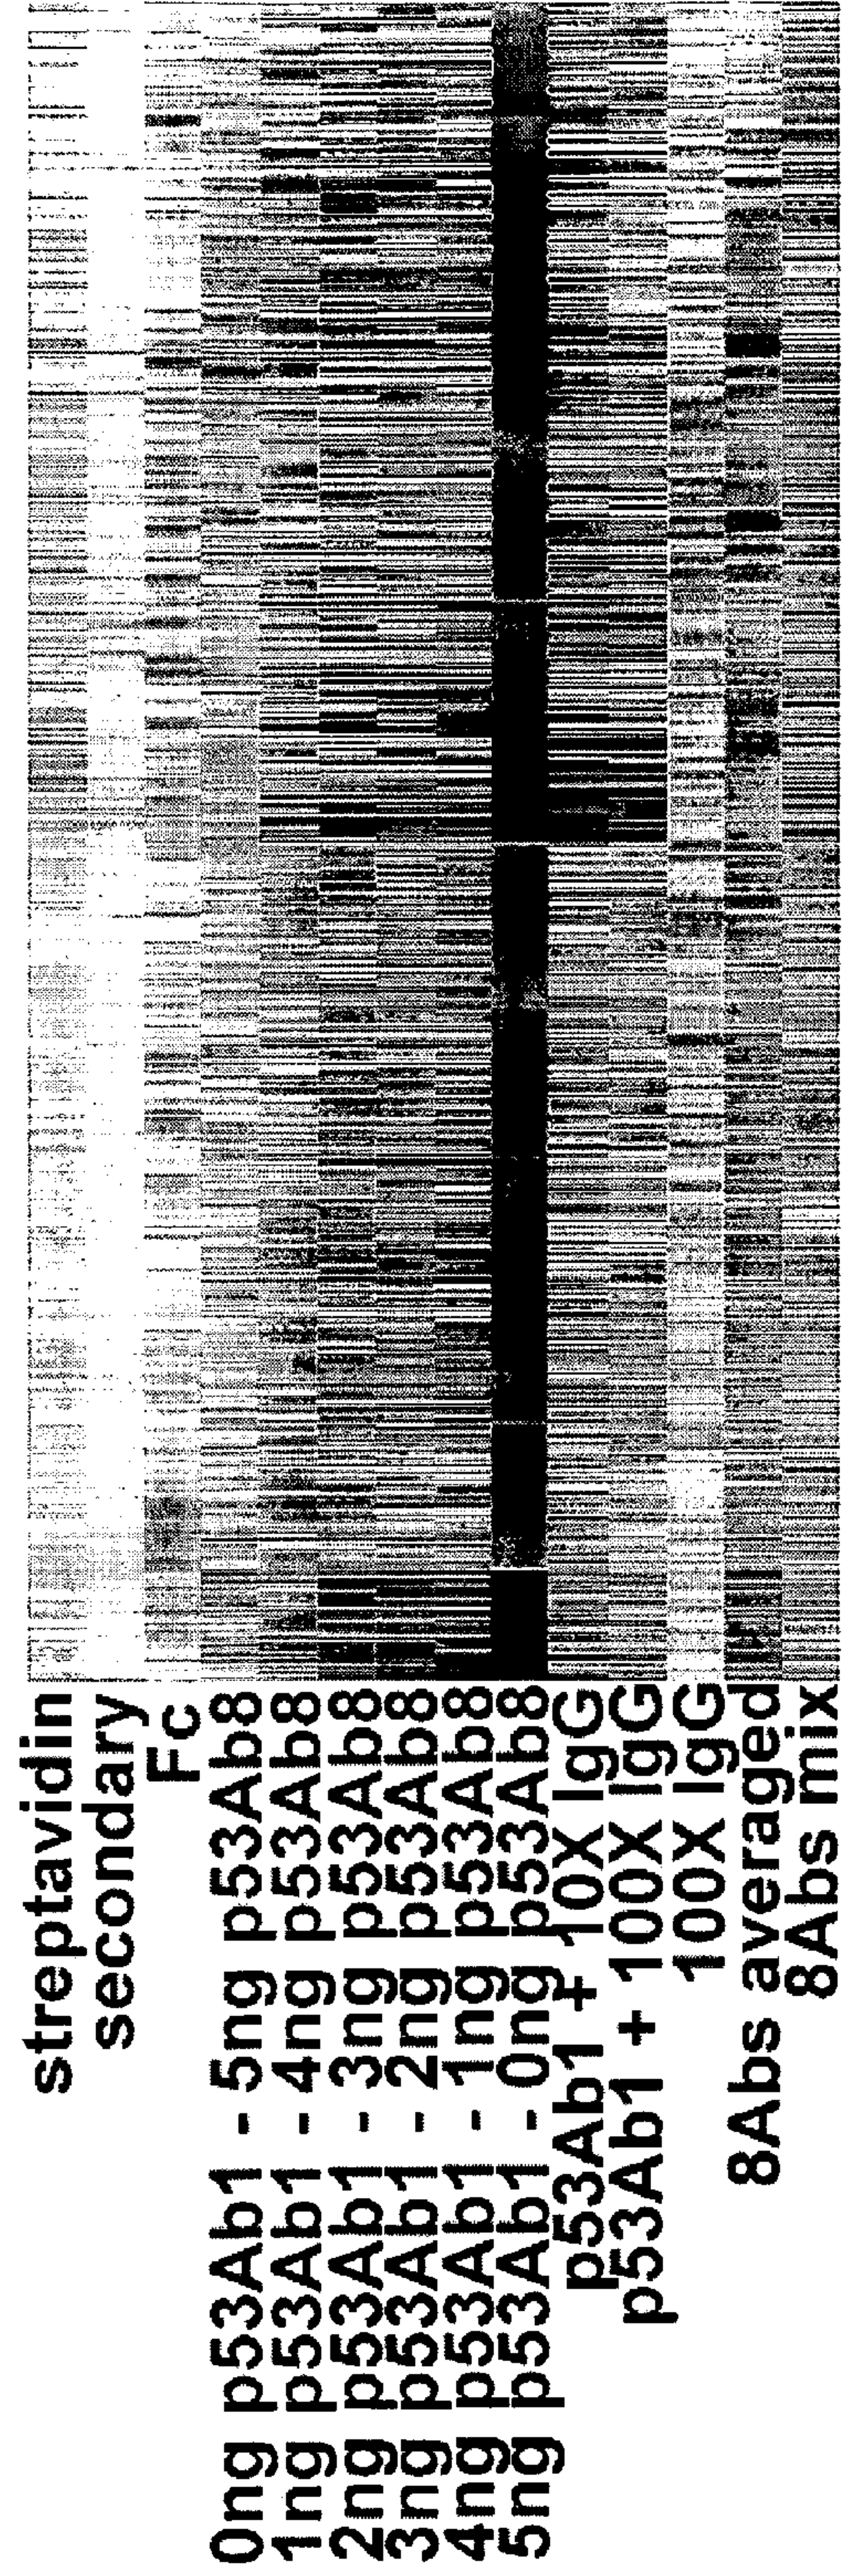 streptavidin
secondary
Fc
0ng p53Ab1 - 5ng p53Ab8
1ng p53Ab1 - 4ng p53Ab8
2ng p53Ab1 - 3ng p53Ab8
3ng p53Ab1 - 2ng p53Ab8
4ng p53Ab1 - 1ng p53Ab8
5ng p53Ab1 - 0ng p53Ab8
p53Ab1 + 10X IgG
p53Ab1 + 100X IgG
100X IgG
8Abs averaged
8Abs mix